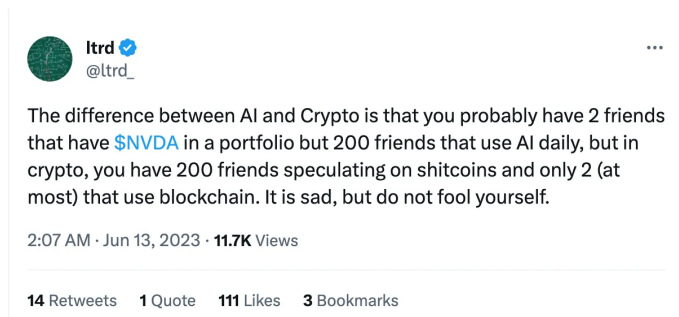 ltrd
@ltrd_
The difference between AI and Crypto is that you probably have 2 friends
that have $NVDA in a portfolio but 200 friends that use AI daily, but in
crypto, you have 200 friends speculating on shitcoins and only 2 (at
most) that use blockchain. It is sad, but do not fool yourself.
2:07 AM · Jun 13, 2023 · 11.7K Views
14 Retweets 1 Quote 111 Likes 3 Bookmarks